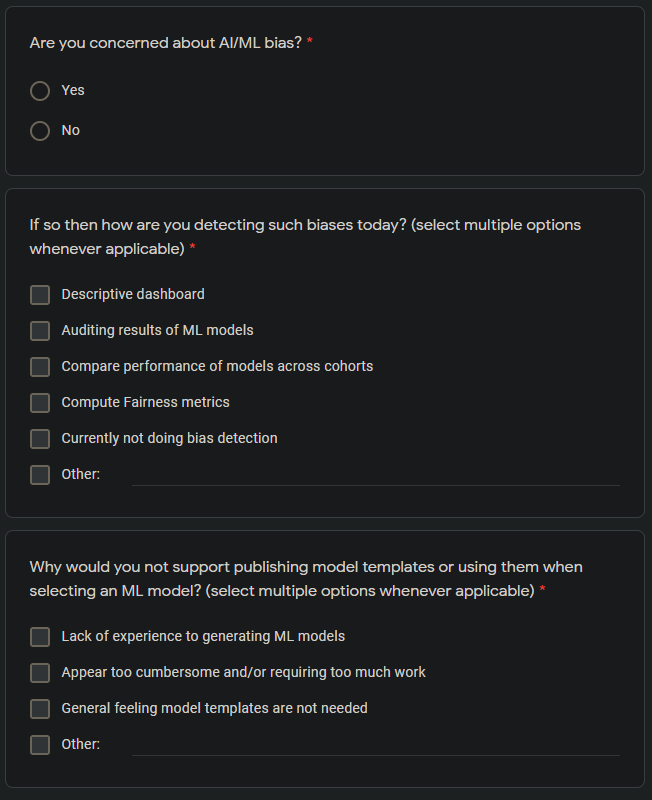 Are you concerned about AI/ML bias? *
Yes
No
If so then how are you detecting such biases today? (select multiple options
whenever applicable) *
Descriptive dashboard
Auditing results of ML models
Compare performance of models across cohorts
Compute Fairness metrics
Currently not doing bias detection
Other:
Why would you not support publishing model templates or using them when
selecting an ML model? (select multiple options whenever applicable) *
Lack of experience to generating ML models
Appear too cumbersome and/or requiring too much work
General feeling model templates are not needed
Other: